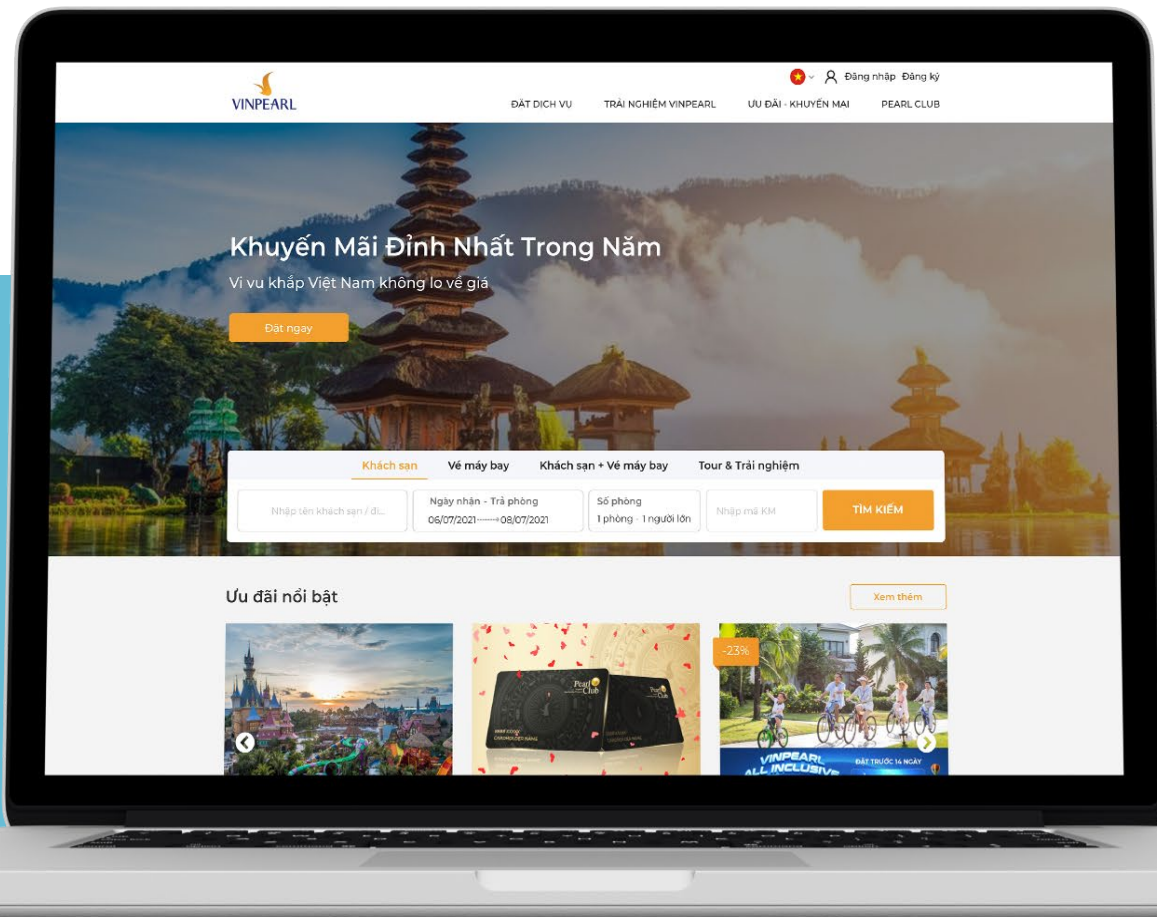 VINPEARL
Đăng nhập Đăng ký
ĐẶT DỊCH VỤ TRẢI NGHIỆM VINPEARL ƯU ĐÃI - KHUYẾN MẠI PEARL CLUB
Khuyến Mãi Đỉnh Nhất Trong Năm
Vi vu khắp Việt Nam không lo về giá
Đặt ngay
Khách sạn Vé máy bay Khách sạn + Vé máy bay Tour & Trải nghiệm
Nhập tên khách sạn / đi...
Ngày nhận - Trả phòng
06/07/2021 08/07/2021
Số phòng
1 phòng - 1 người lớn
Nhập mã KM
TÌM KIẾM
Ưu đãi nổi bật
Xem thêm
Pearl Club
Pearl Club
-23%
VINPEARL
ALL INCLUSIVE
ĐẶT TRƯỚC 14 NGÀY